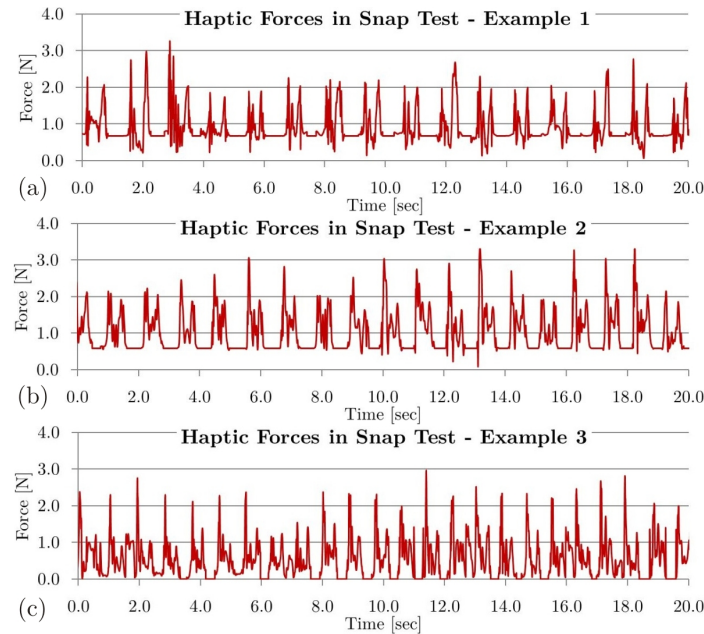 Haptic Forces in Snap Test - Example 1
4.0
3.0
2.0
1.0
0.0
Force [N]
0.0 2.0 4.0 6.0 8.0 10.0 12.0 14.0 16.0 18.0 20.0
(a)
Time [sec]
Haptic Forces in Snap Test - Example 2
4.0
3.0
2.0
1.0
0.0
Force [N]
0.0 2.0 4.0 6.0 8.0 10.0 12.0 14.0 16.0 18.0 20.0
(b)
Time [sec]
Haptic Forces in Snap Test - Example 3
4.0
3.0
2.0
1.0
0.0
Force [N]
0.0 2.0 4.0 6.0 8.0 10.0 12.0 14.0 16.0 18.0 20.0
(c)
Time [sec]